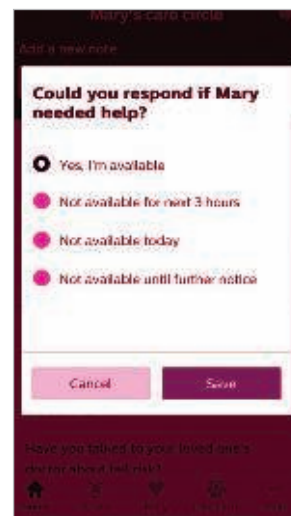 Mary's care circle
Add a new note
Could you respond if Mary
needed help?
Yes, I'm available
Not available for next 3 hours
Not available today
Not available until further notice
Cancel
Save
Have you talked to your loved one's
doctor about fall risk?